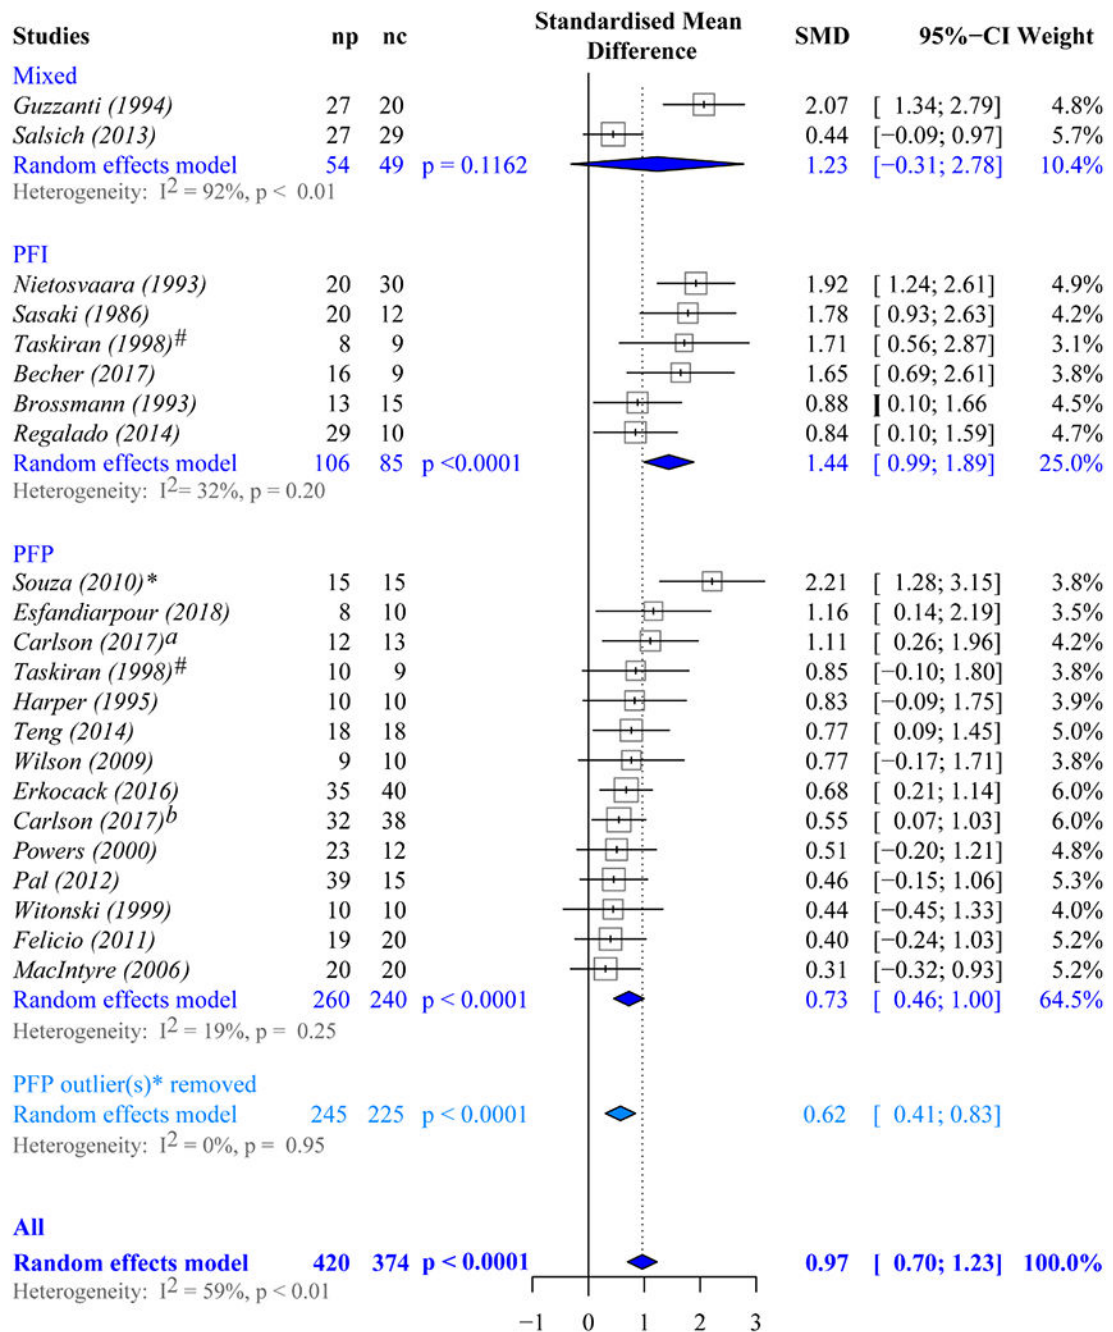 Studies np nc Standardised Mean Difference SMD 95%−CI Weight
Mixed
Guzzanti (1994) 27 20 2.07 [ 1.34; 2.79] 4.8%
Salsich (2013) 27 29 0.44 [−0.09; 0.97] 5.7%
Random effects model 54 49 p = 0.1162 1.23 [−0.31; 2.78] 10.4%
Heterogeneity: I2 = 92%, p < 0.01
PFI
Nietosvaara (1993) 20 30 1.92 [ 1.24; 2.61] 4.9%
Sasaki (1986) 20 12 1.78 [ 0.93; 2.63] 4.2%
Taskiran (1998)# 8 9 1.71 [ 0.56; 2.87] 3.1%
Becher (2017) 16 9 1.65 [ 0.69; 2.61] 3.8%
Brossmann (1993) 13 15 0.88 [ 0.10; 1.66 4.5%
Regalado (2014) 29 10 0.84 [ 0.10; 1.59] 4.7%
Random effects model 106 85 p <0.0001 1.44 [ 0.99; 1.89] 25.0%
Heterogeneity: I2= 32%, p = 0.20
PFP
Souza (2010)* 15 15 2.21 [ 1.28; 3.15] 3.8%
Esfandiarpour (2018) 8 10 1.16 [ 0.14; 2.19] 3.5%
Carlson (2017)a 12 13 1.11 [ 0.26; 1.96] 4.2%
Taskiran (1998)# 10 9 0.85 [−0.10; 1.80] 3.8%
Harper (1995) 10 10 0.83 [−0.09; 1.75] 3.9%
Teng (2014) 18 18 0.77 [ 0.09; 1.45] 5.0%
Wilson (2009) 9 10 0.77 [−0.17; 1.71] 3.8%
Erkocack (2016) 35 40 0.68 [ 0.21; 1.14] 6.0%
Carlson (2017)b 32 38 0.55 [ 0.07; 1.03] 6.0%
Powers (2000) 23 12 0.51 [−0.20; 1.21] 4.8%
Pal (2012) 39 15 0.46 [−0.15; 1.06] 5.3%
Witonski (1999) 10 10 0.44 [−0.45; 1.33] 4.0%
Felicio (2011) 19 20 0.40 [−0.24; 1.03] 5.2%
MacIntyre (2006) 20 20 0.31 [−0.32; 0.93] 5.2%
Random effects model 260 240 p < 0.0001 0.73 [ 0.46; 1.00] 64.5%
Heterogeneity: I2 = 19%, p = 0.25
PFP outlier(s)* removed
Random effects model 245 225 p < 0.0001 0.62 [ 0.41; 0.83]
Heterogeneity: I2 = 0%, p = 0.95
All
Random effects model 420 374 p < 0.0001 0.97 [ 0.70; 1.23] 100.0%
Heterogeneity: I2 = 59%, p < 0.01
−1 0 1 2 3